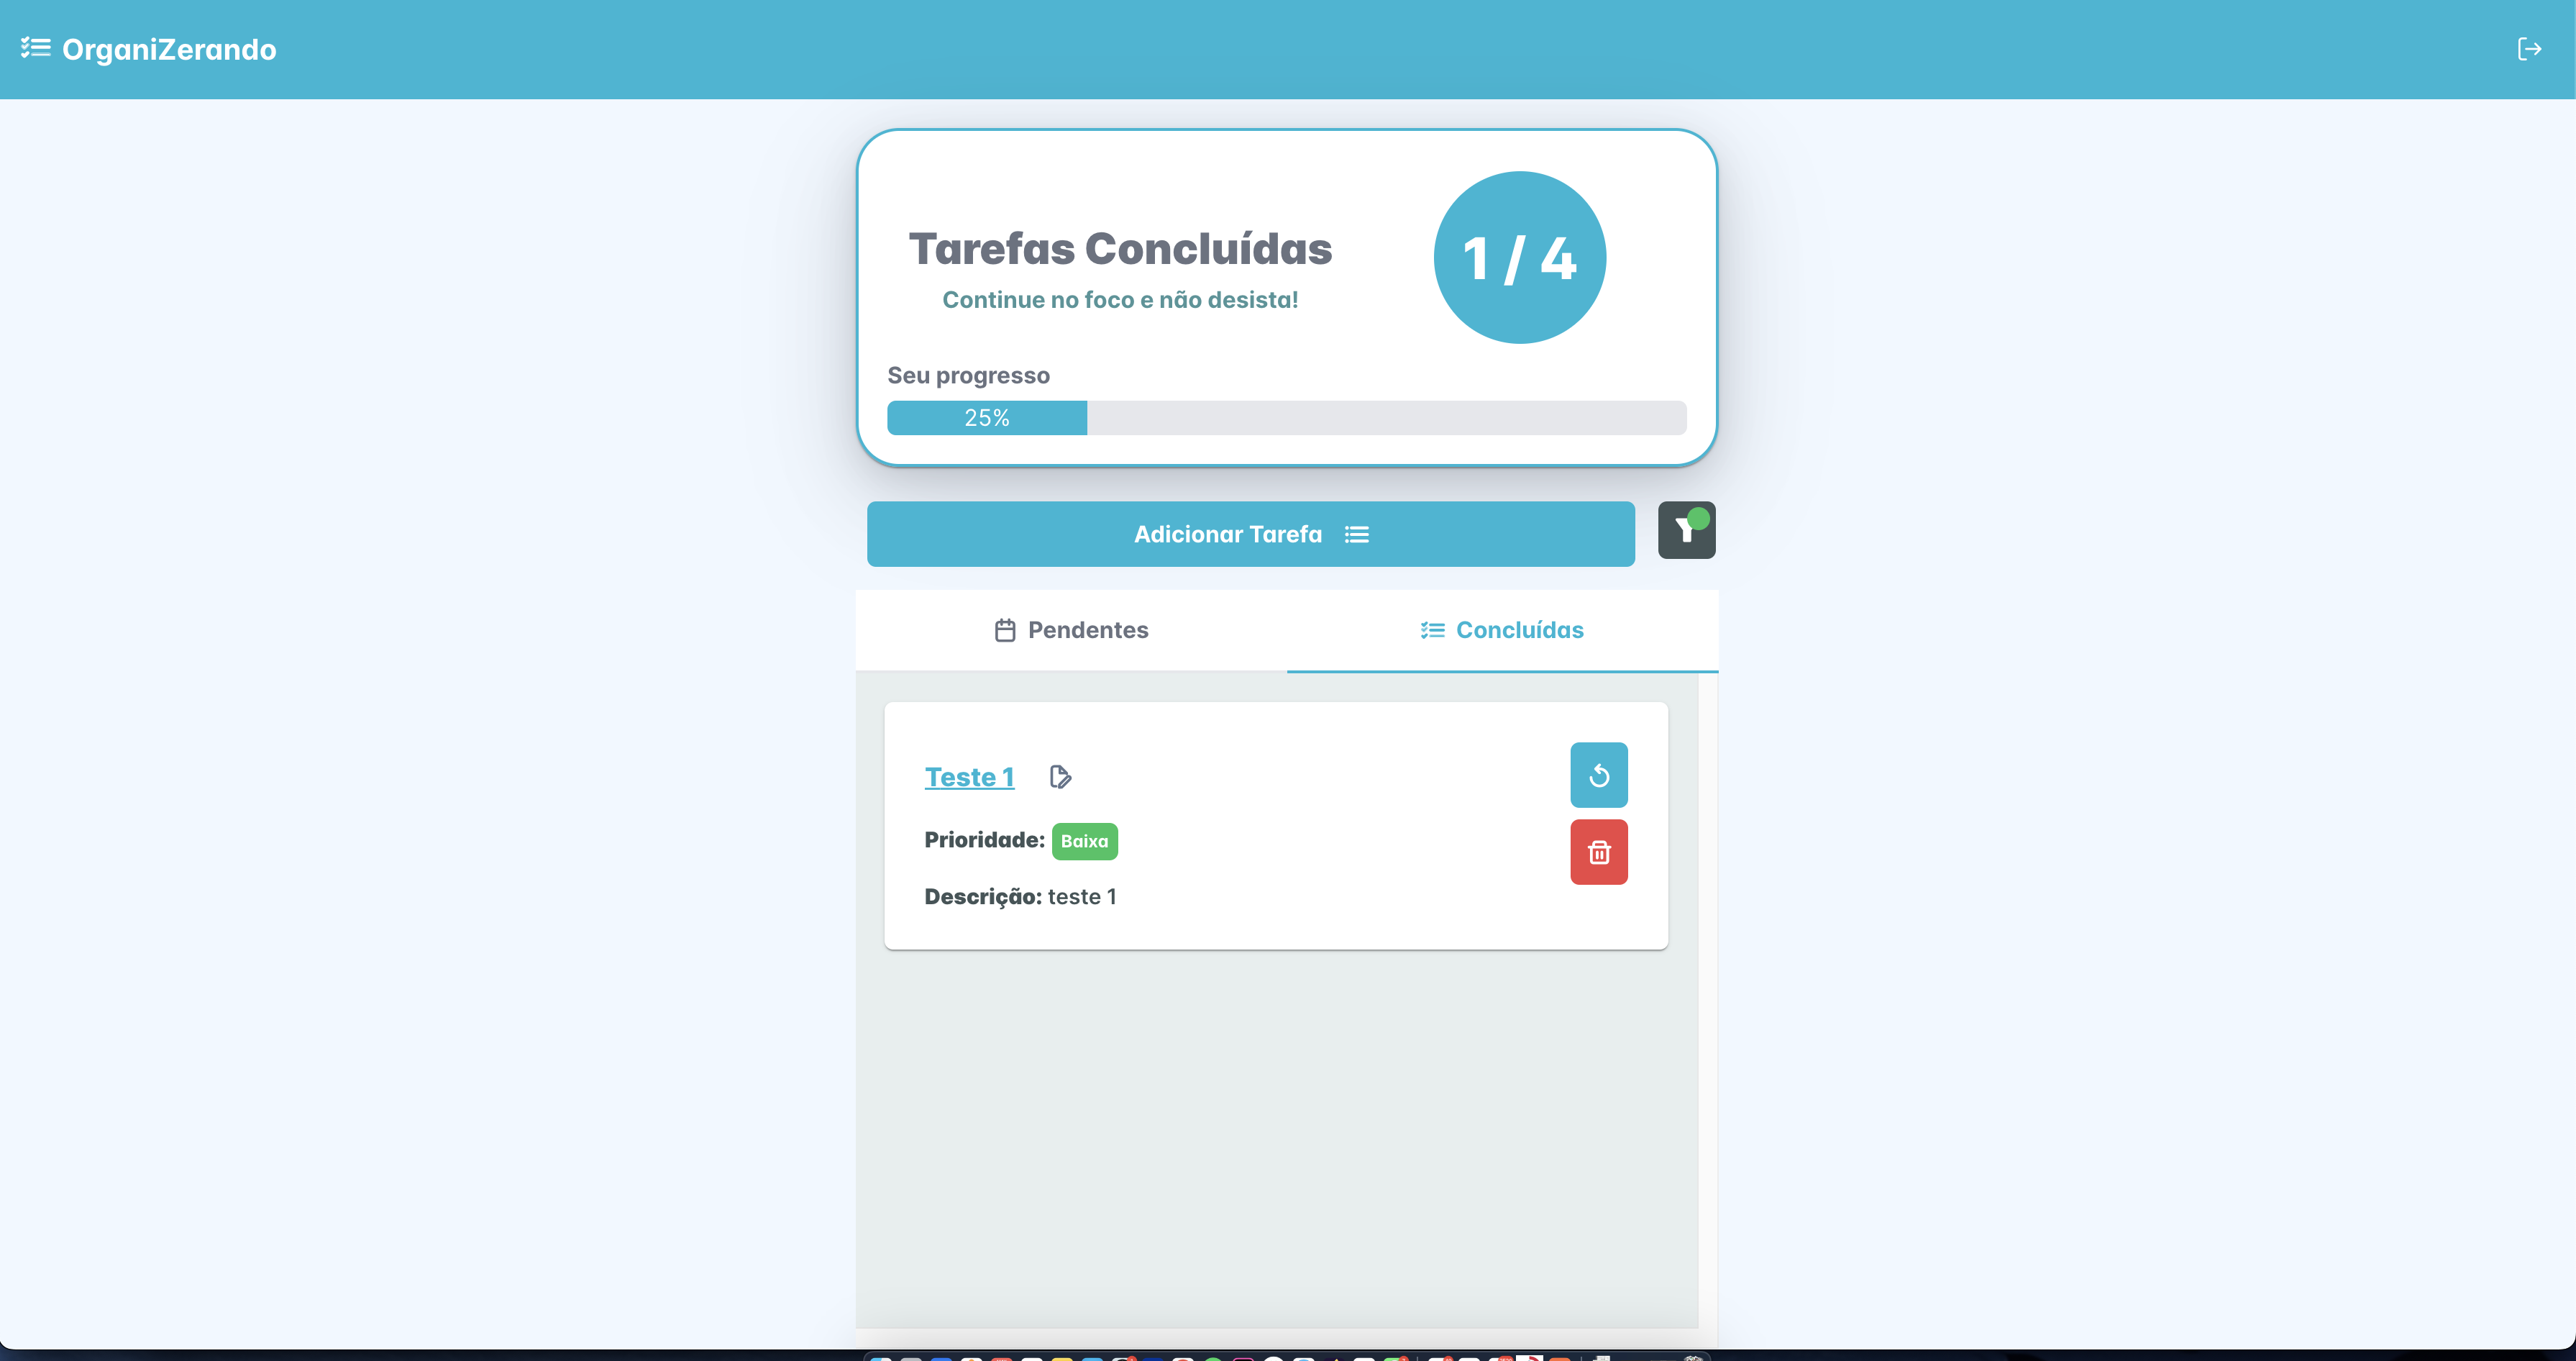 OrganiZerando
Tarefas Concluídas
Continue no foco e não desista!
1 / 4
Seu progresso
25%
Adicionar Tarefa
Pendentes
Concluídas
Teste 1
Prioridade: Baixa
Descrição: teste 1